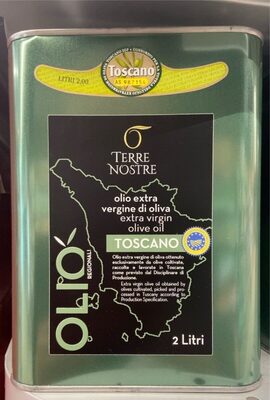 Toscano
LITRI 2,00
TERRE
NOSTRE
olio extra
vergine di oliva
extra virgin
olive oil
TOSCANO
Olio extra vergine di oliva ottenuto
esclusivamente da olive coltivate,
raccolte e lavorate in Toscana
come previsto dal Disciplinare di
Produzione.
Extra virgin olive oil obtained by
olives cultivated, picked and pro-
cessed in Tuscany according to
Production Specification.
OLIO
REGIONALI
2 Litri